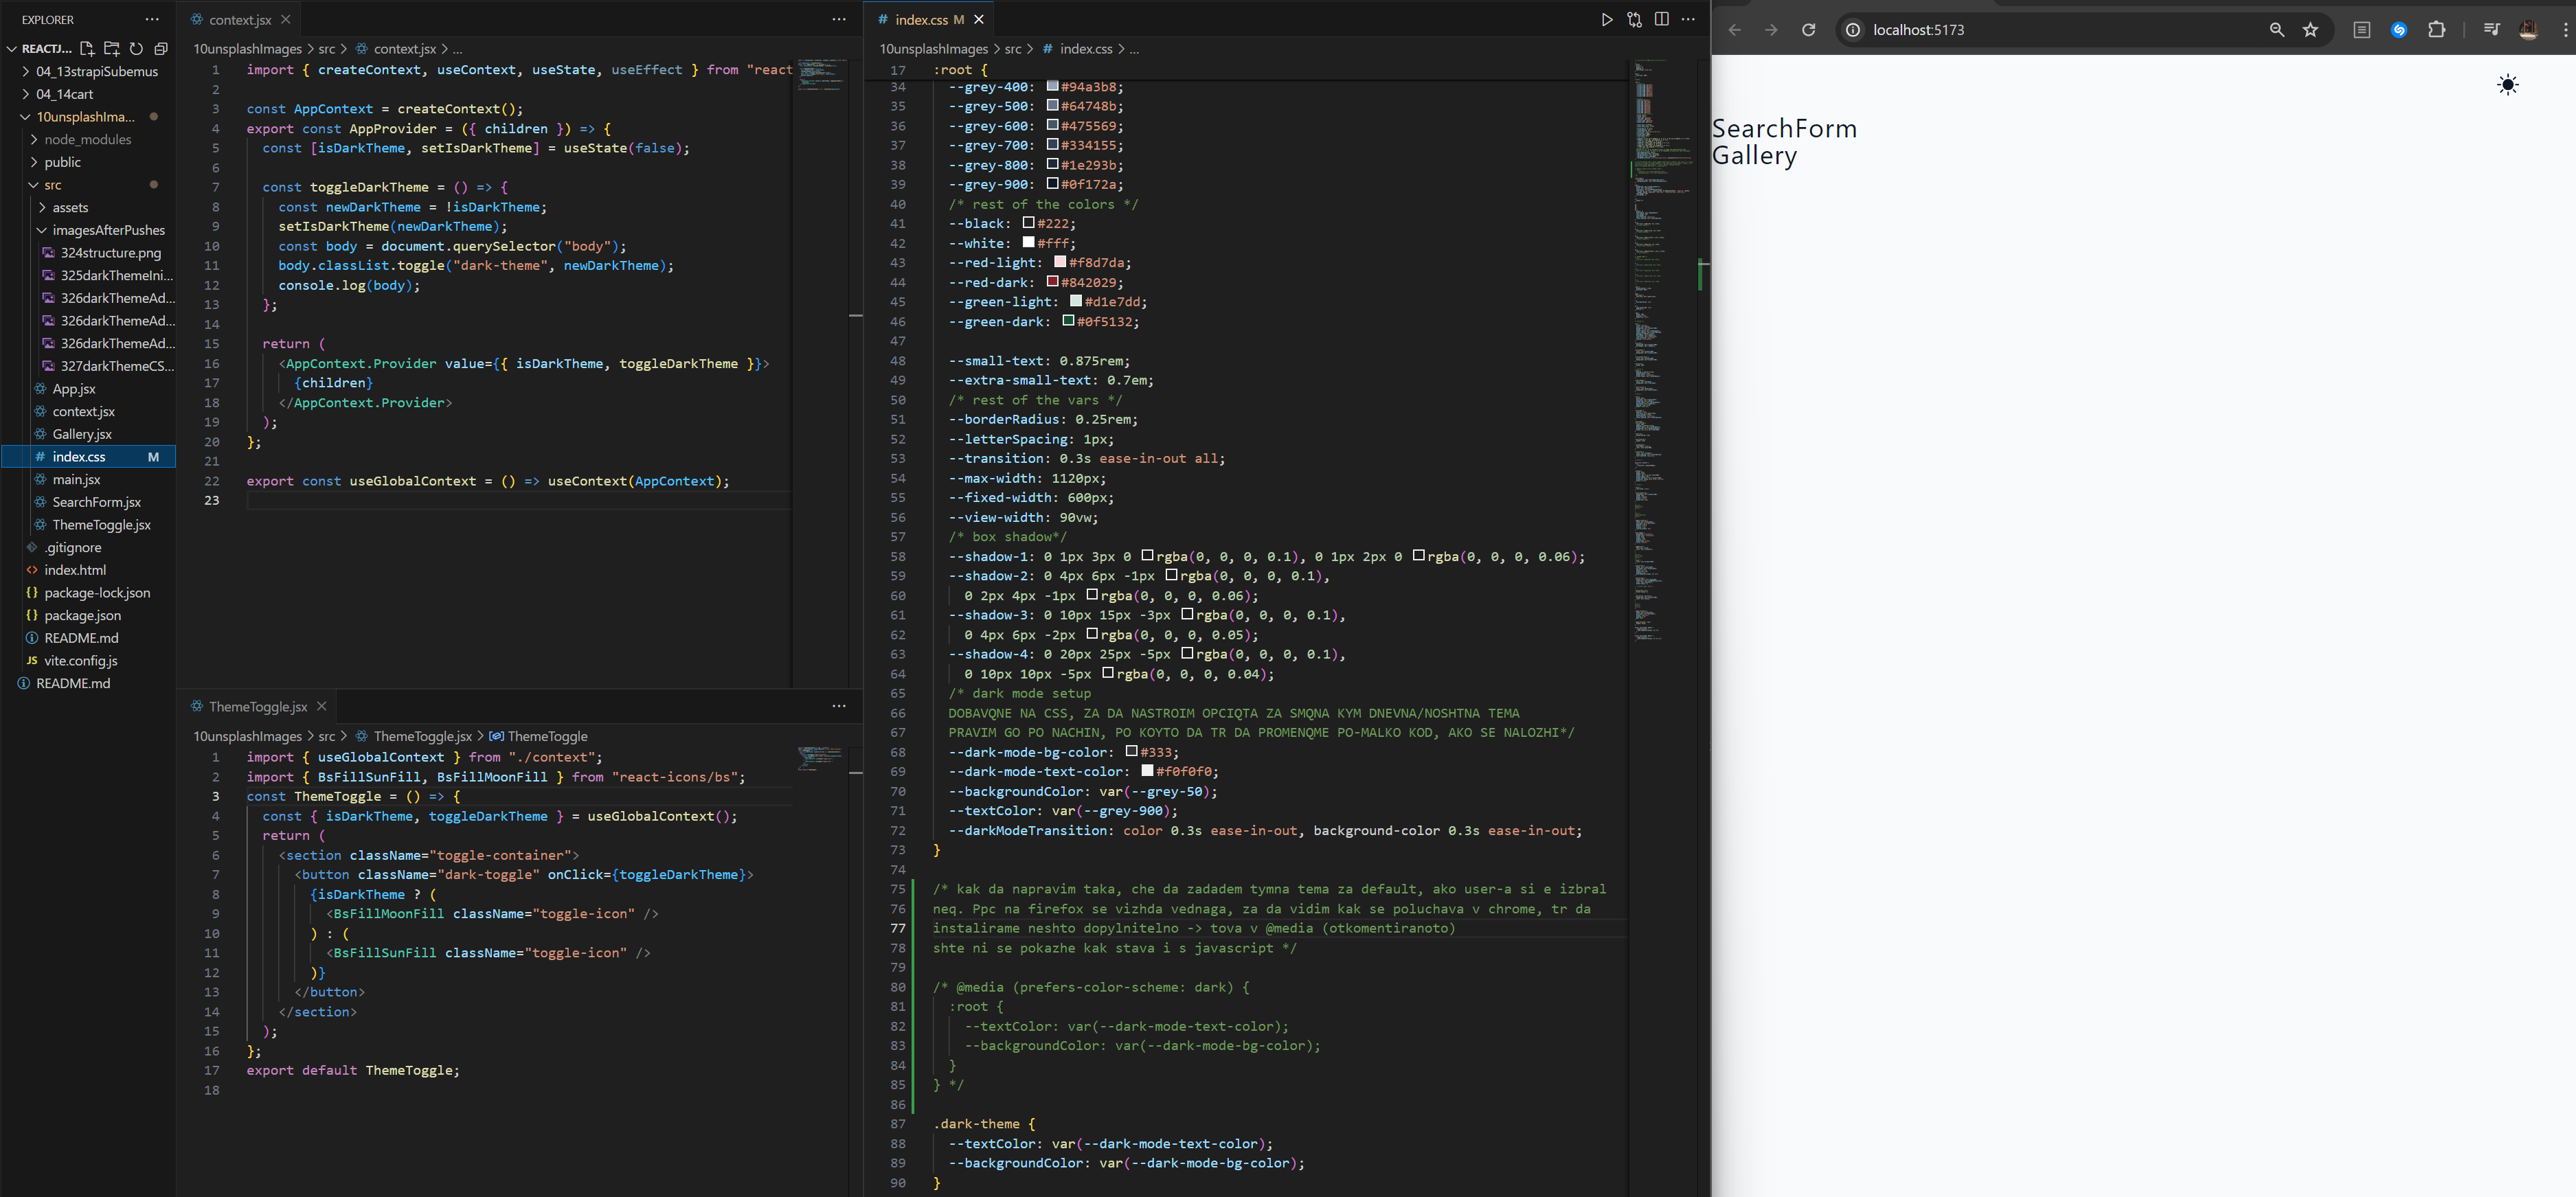 EXPLORER
REACTJ...
04_13strapiSubemus
04_14cart
10unsplashIma...
node_modules
public
src
assets
imagesAfterPushes
324structure.png
325darkThemeIni...
326darkThemeAd...
326darkThemeAd...
326darkThemeAd...
327darkThemeCS...
App.jsx
context.jsx
Gallery.jsx
index.css M
main.jsx
SearchForm.jsx
ThemeToggle.jsx
.gitignore
index.html
package-lock.json
package.json
README.md
JS vite.config.js
README.md
context.jsx
10unsplashImages > src > context.jsx > ...
1 import { createContext, useContext, useState, useEffect } from "react
2
3 const AppContext = createContext();
4 export const AppProvider = ({ children }) => {
5 const [isDarkTheme, setIsDarkTheme] = useState(false);
6
7 const toggleDarkTheme = () => {
8 const newDarkTheme = !isDarkTheme;
9 setIsDarkTheme(newDarkTheme);
10 const body = document.querySelector("body");
11 body.classList.toggle("dark-theme", newDarkTheme);
12 console.log(body);
13 };
14
15 return (
16 <AppContext.Provider value={{ isDarkTheme, toggleDarkTheme }}>
17 {children}
18 </AppContext.Provider>
19 );
20 };
21
22 export const useGlobalContext = () => useContext(AppContext);
23
ThemeToggle.jsx
10unsplashImages > src > ThemeToggle.jsx > ThemeToggle
1 import { useGlobalContext } from "./context";
2 import { BsFillSunFill, BsFillMoonFill } from "react-icons/bs";
3 const ThemeToggle = () => {
4 const { isDarkTheme, toggleDarkTheme } = useGlobalContext();
5 return (
6 <section className="toggle-container">
7 <button className="dark-toggle" onClick={toggleDarkTheme}>
8 {isDarkTheme ? (
9 <BsFillMoonFill className="toggle-icon" />
10 ) : (
11 <BsFillSunFill className="toggle-icon" />
12 )}
13 </button>
14 </section>
15 );
16 };
17 export default ThemeToggle;
18
# index.css M
10unsplashImages > src > # index.css > ...
17 :root {
34 --grey-400: #94a3b8;
35 --grey-500: #64748b;
36 --grey-600: #475569;
37 --grey-700: #334155;
38 --grey-800: #1e293b;
39 --grey-900: #0f172a;
40 /* rest of the colors */
41 --black: #222;
42 --white: #fff;
43 --red-light: #f8d7da;
44 --red-dark: #842029;
45 --green-light: #d1e7dd;
46 --green-dark: #0f5132;
47
48 --small-text: 0.875rem;
49 --extra-small-text: 0.7em;
50 /* rest of the vars */
51 --borderRadius: 0.25rem;
52 --letterSpacing: 1px;
53 --transition: 0.3s ease-in-out all;
54 --max-width: 1120px;
55 --fixed-width: 600px;
56 --view-width: 90vw;
57 /* box shadow*/
58 --shadow-1: 0 1px 3px 0 rgba(0, 0, 0, 0.1), 0 1px 2px 0 rgba(0, 0, 0, 0.06);
59 --shadow-2: 0 4px 6px -1px rgba(0, 0, 0, 0.1),
60 0 2px 4px -1px rgba(0, 0, 0, 0.06);
61 --shadow-3: 0 10px 15px -3px rgba(0, 0, 0, 0.1),
62 0 4px 6px -2px rgba(0, 0, 0, 0.05);
63 --shadow-4: 0 20px 25px -5px rgba(0, 0, 0, 0.1),
64 0 10px 10px -5px rgba(0, 0, 0, 0.04);
65 /* dark mode setup
66 DOBAVQNE NA CSS, ZA DA NASTROIM OPCIQTA ZA SMQNA KYM DNEVNA/NOSHTNA TEMA
67 PRAVIM GO PO NACHIN, PO KOYTO DA TR DA PROMENQME PO-MALKO KOD, AKO SE NALOZHI*/
68 --dark-mode-bg-color: #333;
69 --dark-mode-text-color: #f0f0f0;
70 --backgroundColor: var(--grey-50);
71 --textColor: var(--grey-900);
72 --darkModeTransition: color 0.3s ease-in-out, background-color 0.3s ease-in-out;
73 }
74
75 /* kak da napravim taka, che da zadadem tymna tema za default, ako user-a si e izbral
76 neq. Ppc na firefox se vizhda vednaga, za da vidim kak se poluchava v chrome, tr da
77 instalirame neshto dopylnitelno -> tova v @media (otkomentiranoto)
78 shte ni se pokazhe kak stava i s javascript */
79
80 /* @media (prefers-color-scheme: dark) {
81 :root {
82 --textColor: var(--dark-mode-text-color);
83 --backgroundColor: var(--dark-mode-bg-color);
84 }
85 } */
86
87 .dark-theme {
88 --textColor: var(--dark-mode-text-color);
89 --backgroundColor: var(--dark-mode-bg-color);
90 }
localhost:5173
SearchForm
Gallery